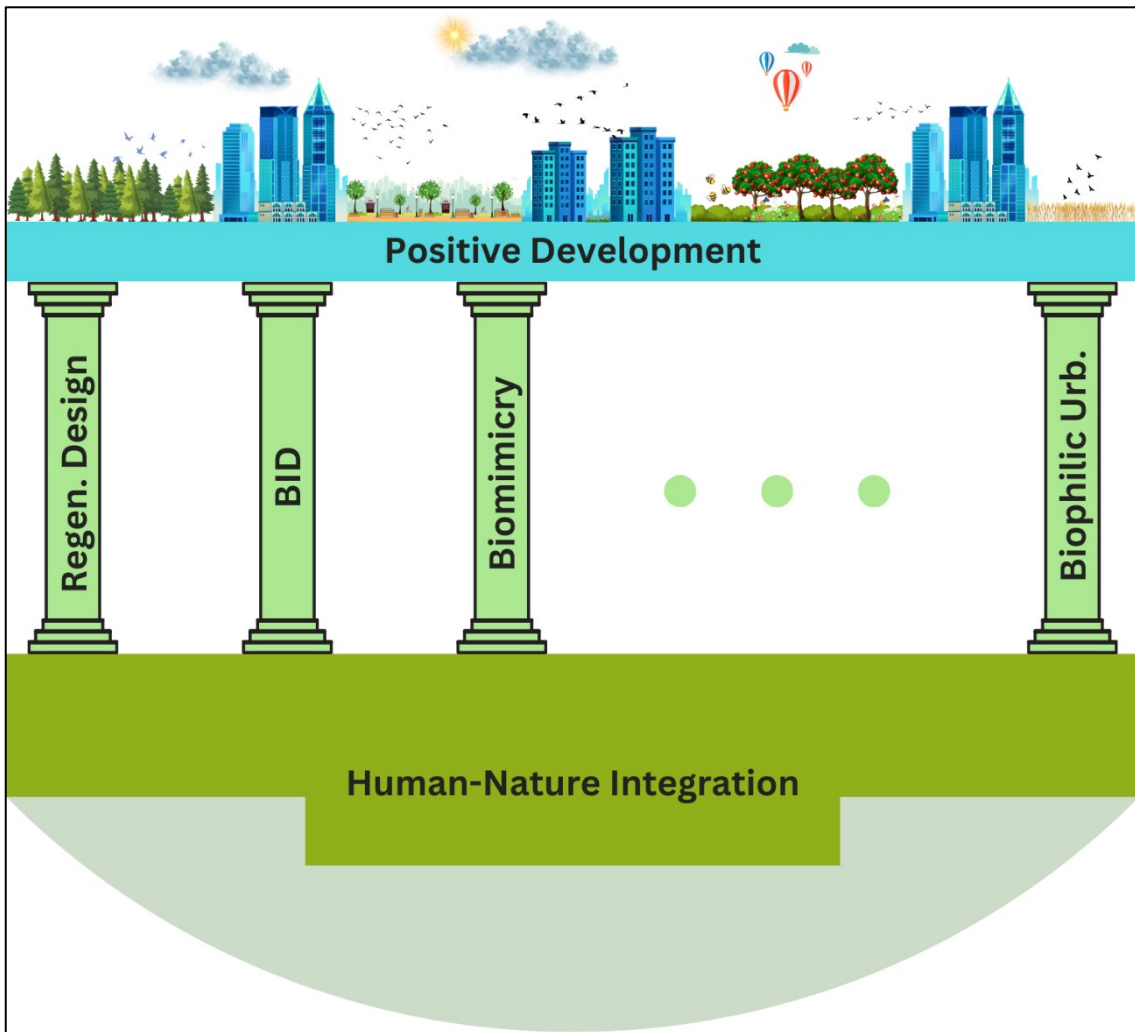 Positive Development
Regen. Design
BID
Biomimicry
Biophilic Urb.
Human-Nature Integration